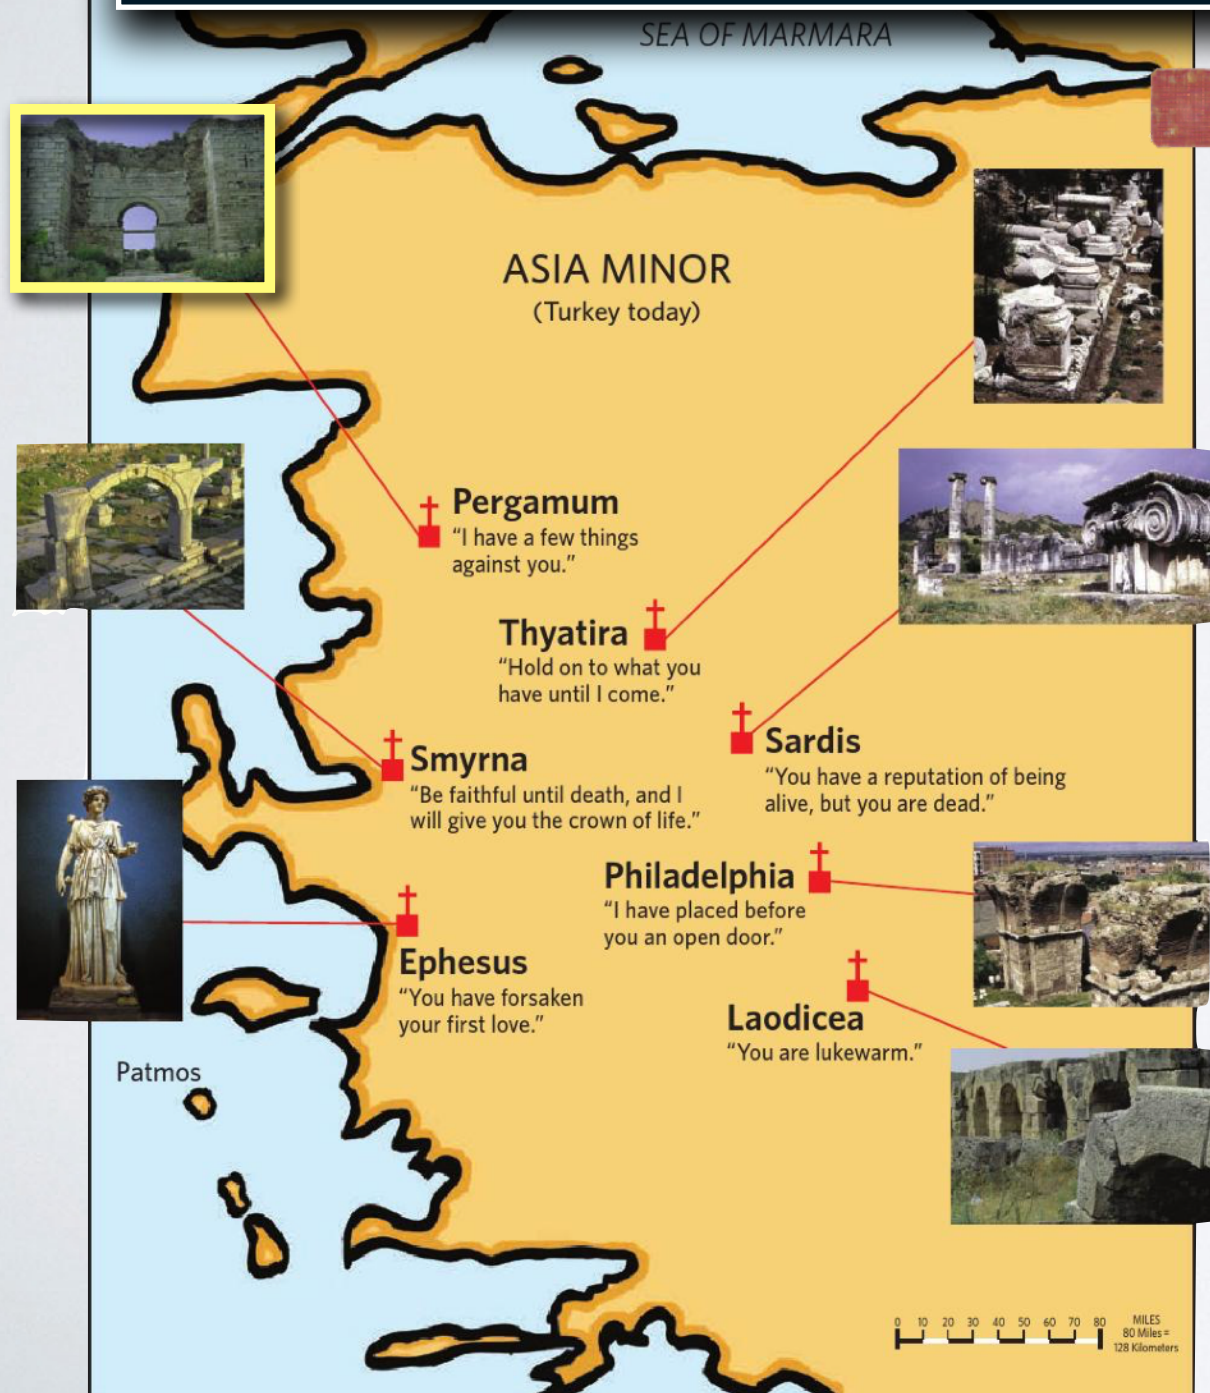 SEA OF MARMARA
ASIA MINOR
(Turkey today)
Pergamum
“I have a few things
against you.”
Thyatira
“Hold on to what you
have until I come.”
Sardis
“You have a reputation of being
alive, but you are dead.”
Smyrna
“Be faithful until death, and I
will give you the crown of life.”
Philadelphia
“I have placed before
you an open door.”
Ephesus
“You have forsaken
your first love.”
Laodicea
“You are lukewarm.”
Patmos
0 10 20 30 40 50 60 70 80
MILES
80 Miles =
128 Kilometers